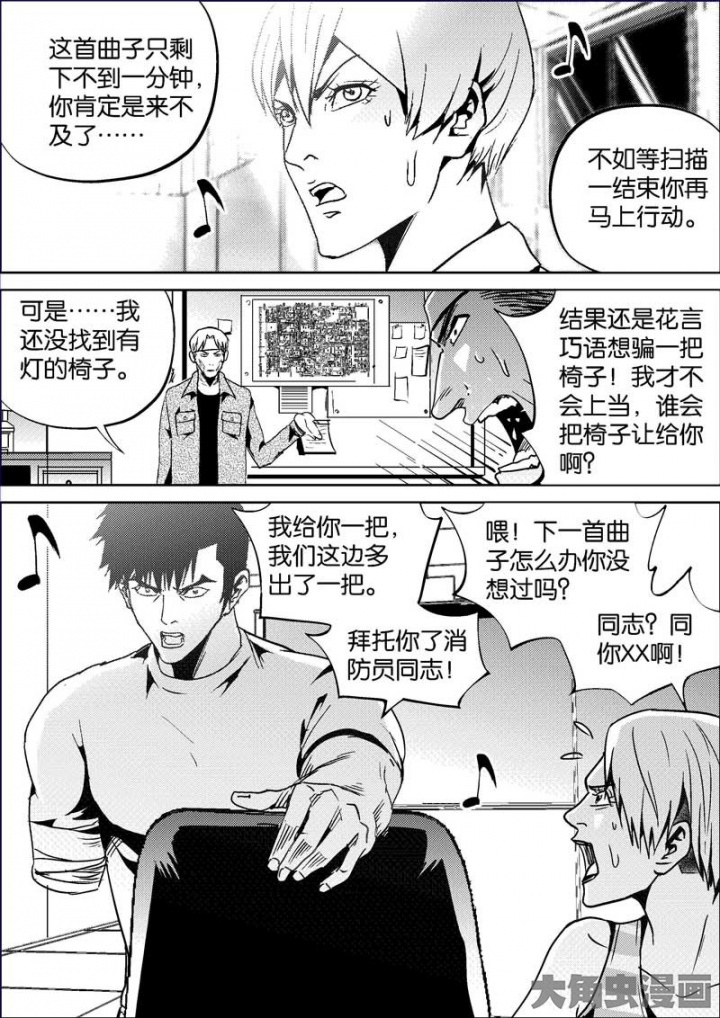 这首曲子只剩
下不到一分钟，
你肯定是来不
及了……
不如等扫描
一结束你再
马上行动。
可是……我
还没找到有
灯的椅子。
结果还是花言
巧语想骗一把
椅子！我才不
会上当，谁会
把椅子让给你
啊？
我给你一把，
我们这边多
出了一把。
拜托你了消
防员同志！
喂！下一首曲
子怎么办你没
想过吗？
同志？同
你XX啊！
大角虫漫画